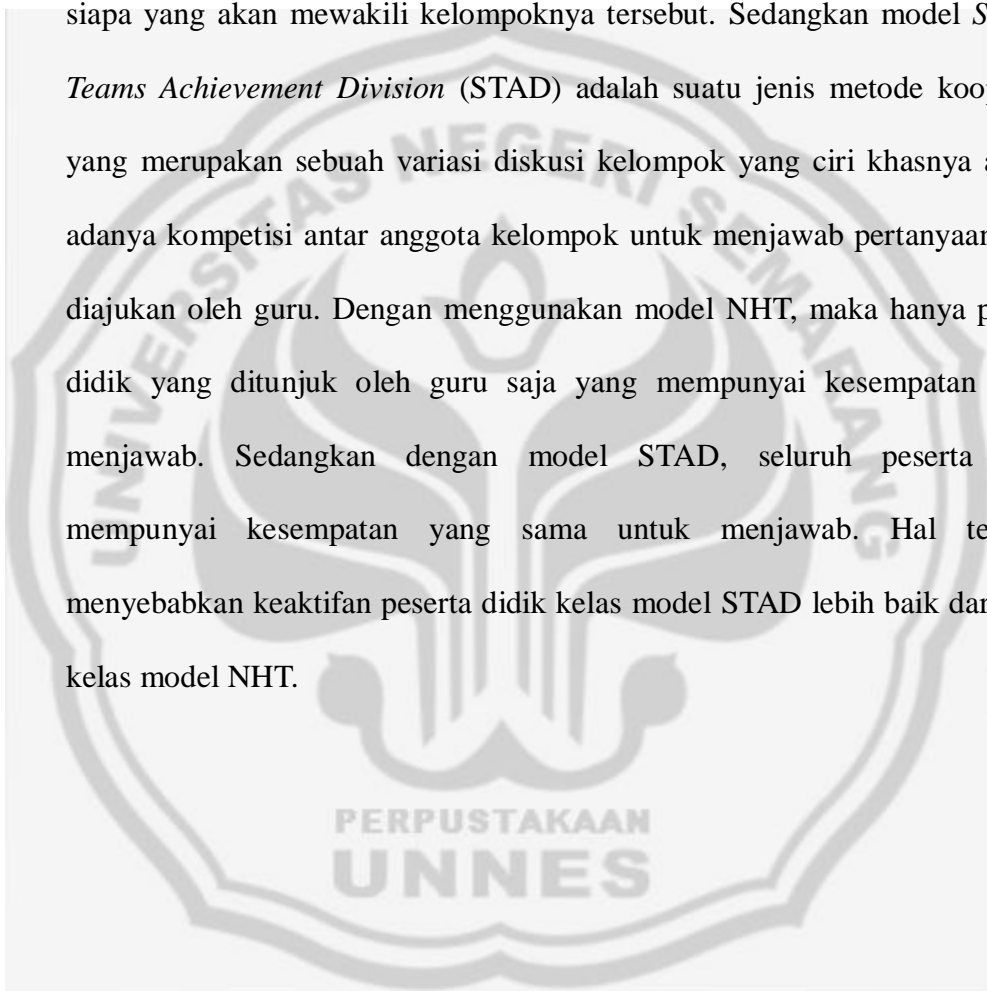 siapa yang akan mewakili kelompoknya tersebut. Sedangkan model S
Teams Achievement Division (STAD) adalah suatu jenis metode koo
yang merupakan sebuah variasi diskusi kelompok yang ciri khasnya a
adanya kompetisi antar anggota kelompok untuk menjawab pertanyaan
diajukan oleh guru. Dengan menggunakan model NHT, maka hanya p
didik yang ditunjuk oleh guru saja yang mempunyai kesempatan
menjawab. Sedangkan dengan model STAD, seluruh peserta
mempunyai kesempatan yang sama untuk menjawab. Hal te
menyebabkan keaktifan peserta didik kelas model STAD lebih baik dar
kelas model NHT.
UNIVERSITAS NEGERI SEMARANG
PERPUSTAKAAN
UNNES